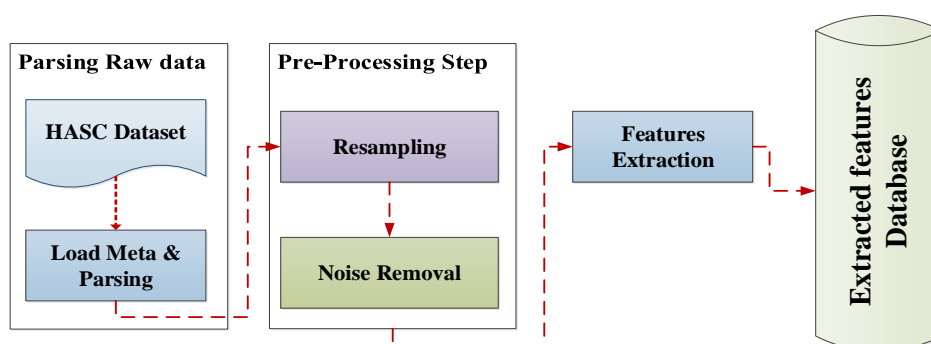 Parsing Raw data
HASC Dataset
Load Meta &
Parsing
Pre-Processing Step
Resampling
Noise Removal
Features
Extraction
Extracted features
Database